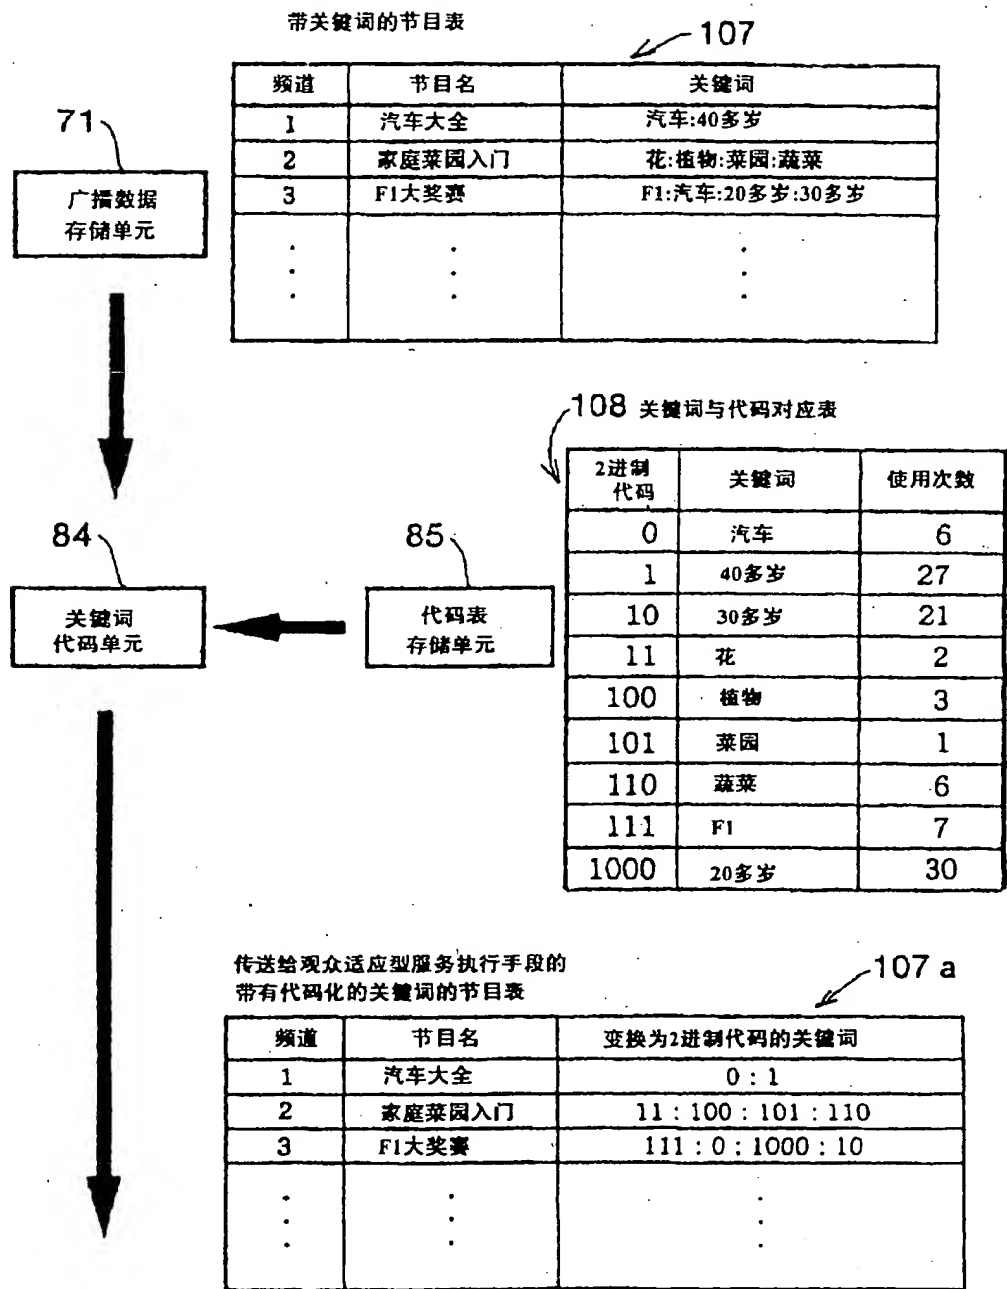 带关键词的节目表
107
频道 节目名 关键词
1 汽车大全 汽车:40多岁
2 家庭菜园入门 花:植物:菜园:蔬菜
3 F1大奖赛 F1:汽车:20多岁:30多岁
71
广播数据
存储单元
108 关键词与代码对应表
2进制
代码 关键词 使用次数
0 汽车 6
1 40多岁 27
10 30多岁 21
11 花 2
100 植物 3
101 菜园 1
110 蔬菜 6
111 F1 7
1000 20多岁 30
84
关键词
代码单元
85
代码表
存储单元
传送给观众适应型服务执行手段的
带有代码化的关键词的节目表
107 a
频道 节目名 变换为2进制代码的关键词
1 汽车大全 0 : 1
2 家庭菜园入门 11 : 100 : 101 : 110
3 F1大奖赛 111 : 0 : 1000 : 10